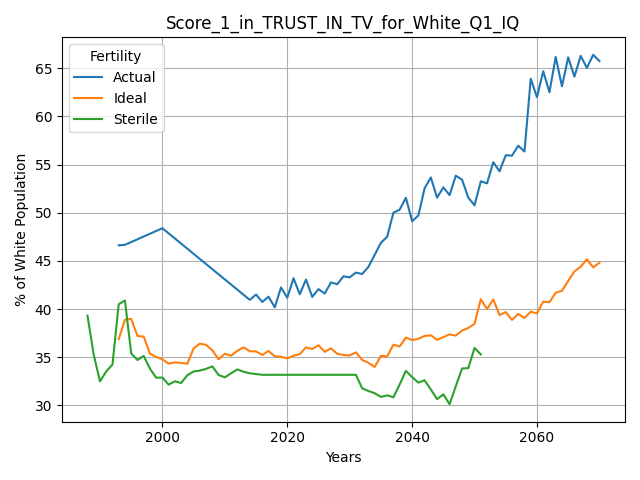 Score_1_in_TRUST_IN_TV_for_White_Q1_IQ
Fertility
Actual
Ideal
Sterile
% of White Population
65
60
55
50
45
40
35
30
2000
2020
2040
2060
Years